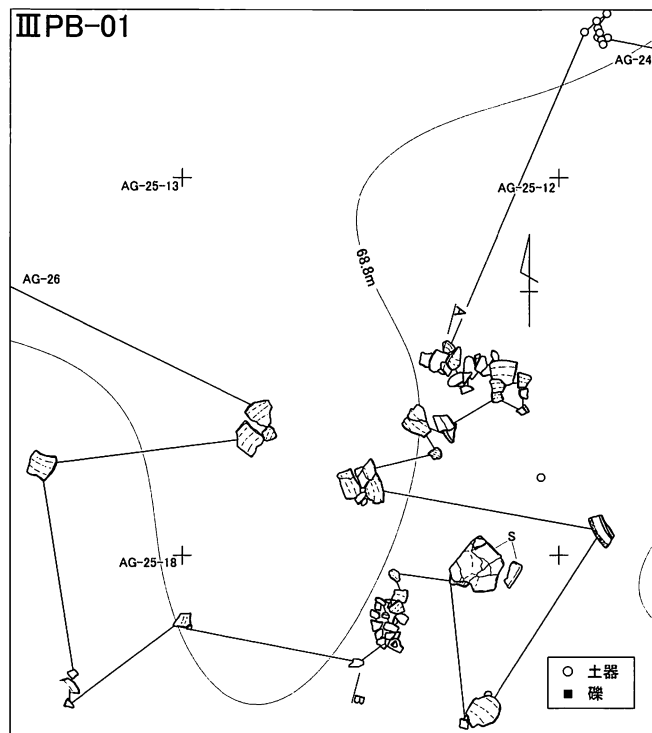 ⅢPB-01
AG-24
AG-25-13
AG-25-12
68.8m
AG-26
A
S
AG-25-18
B
○ 土器
■ 礫